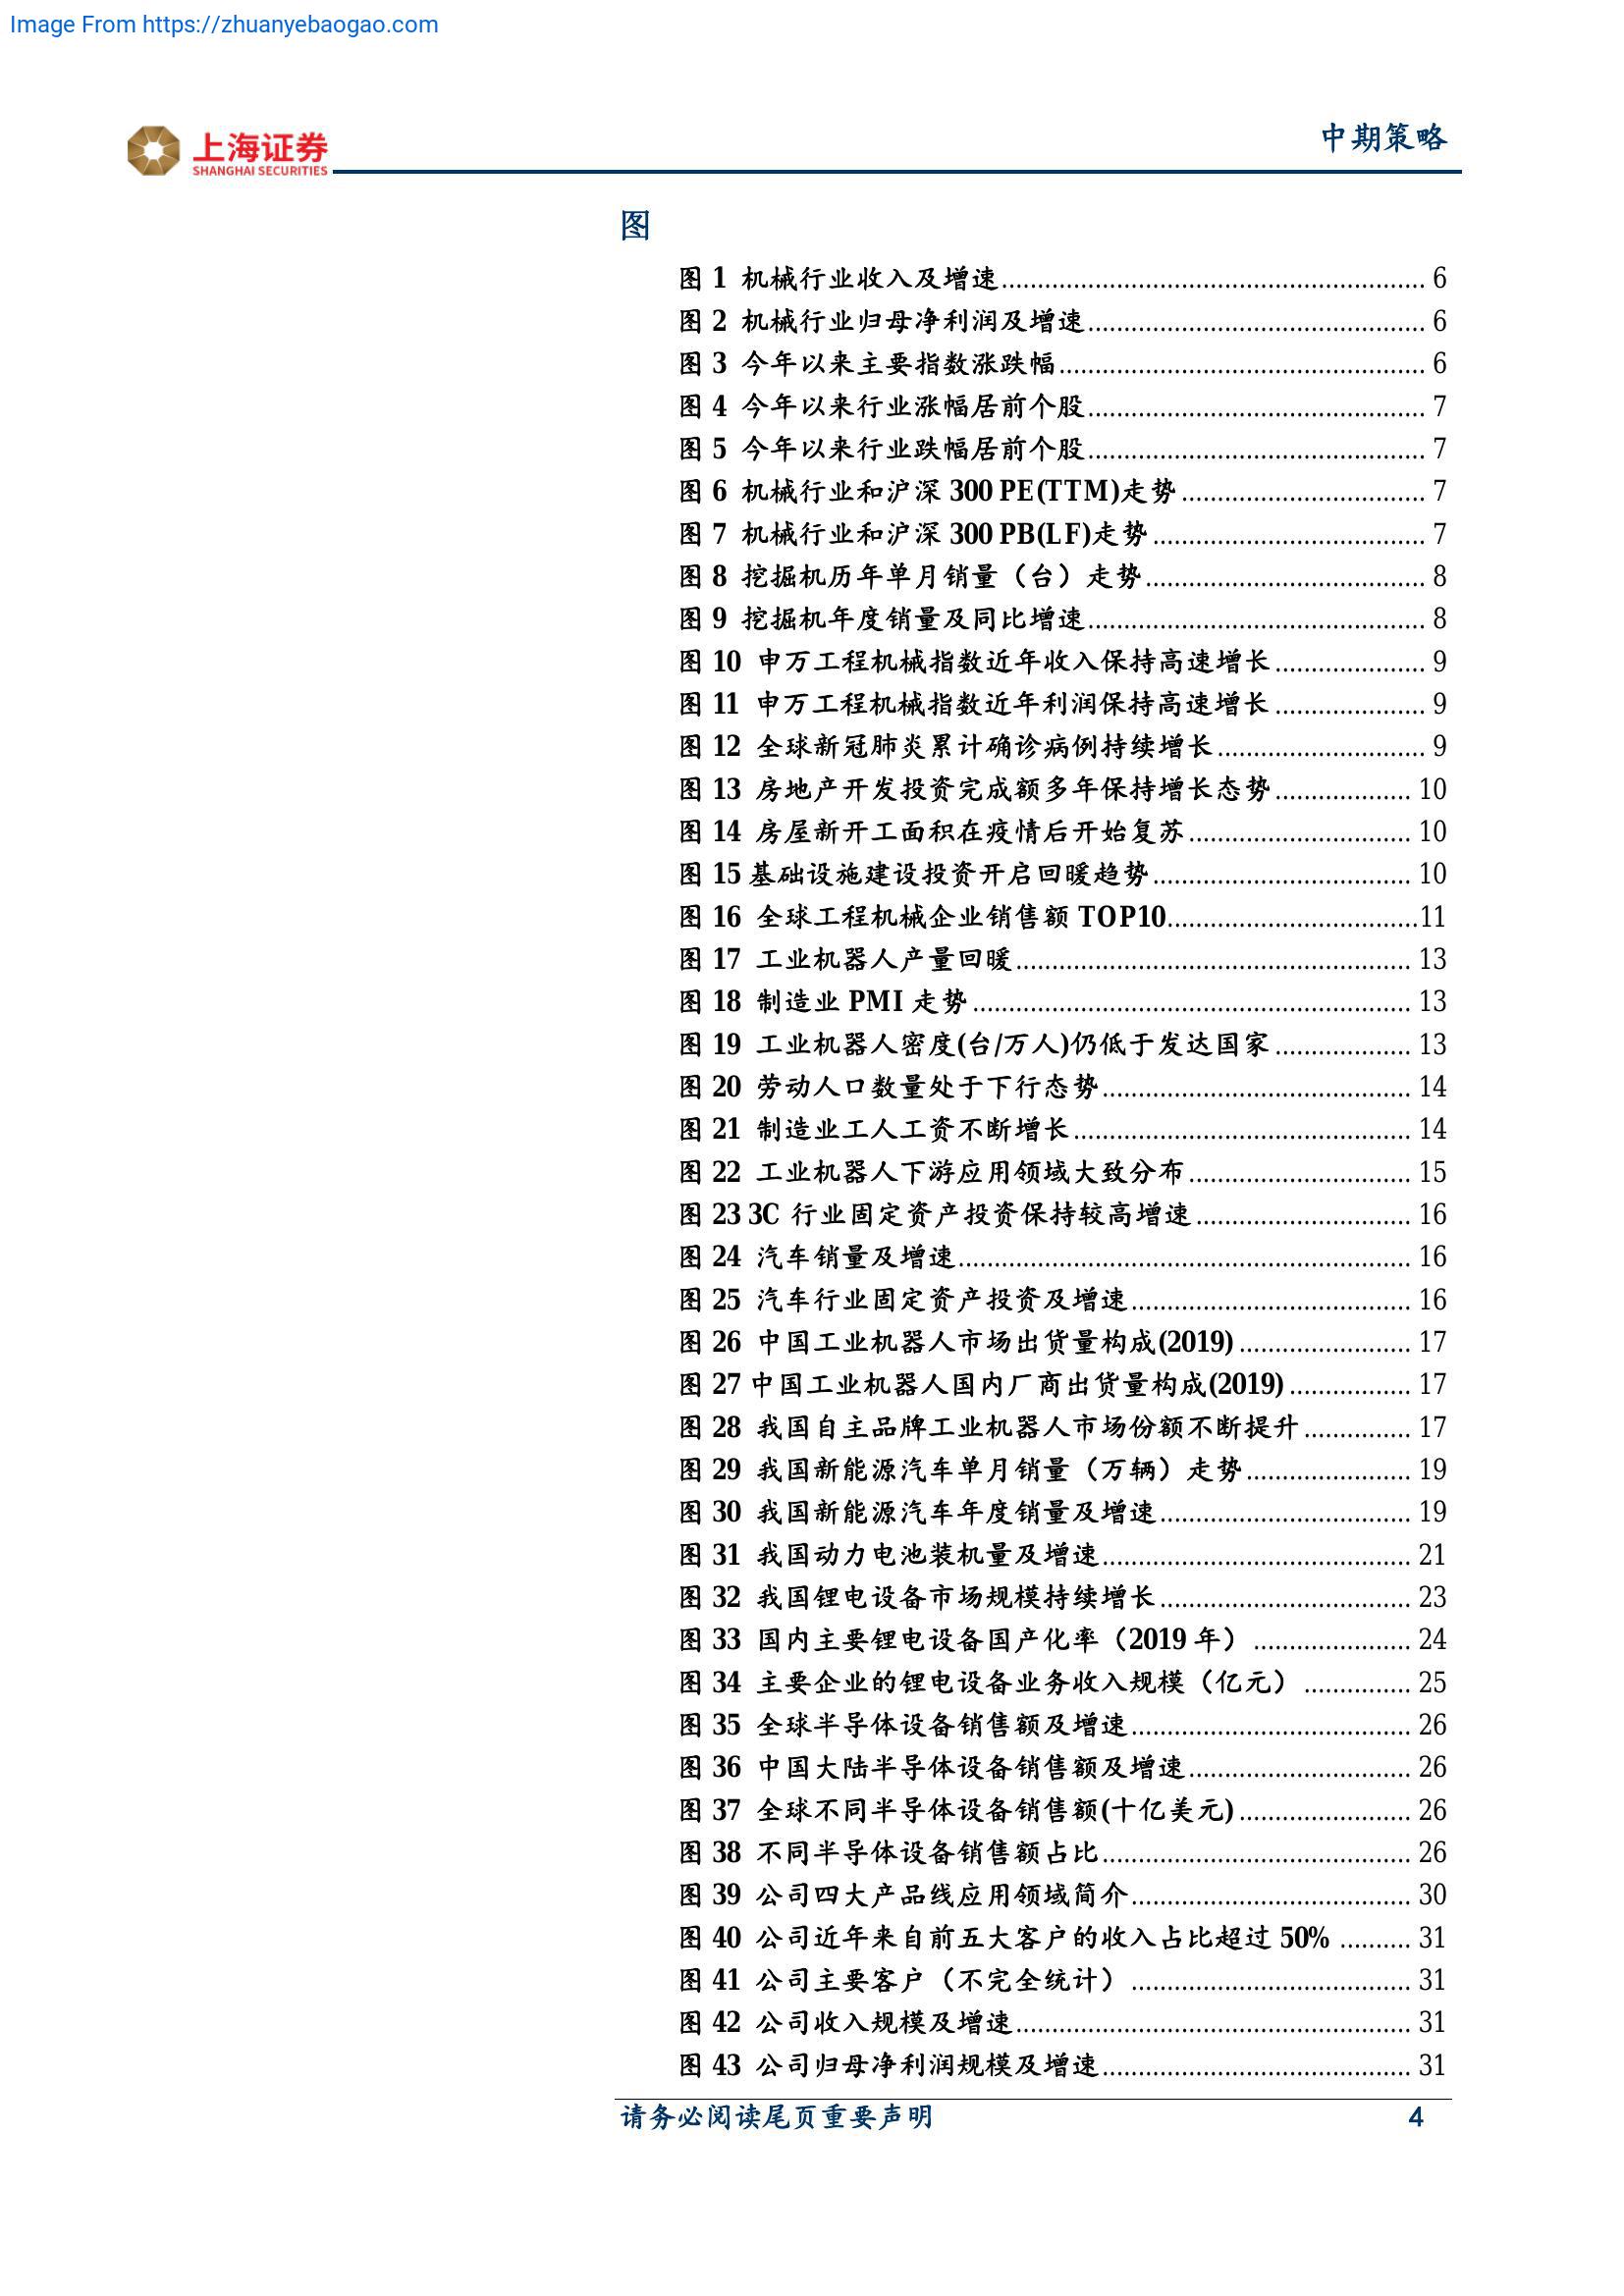 Image From https://zhuanyebaogao.com
上海证券
SHANGHAI SECURITIES
中期策略
图
图 1 机械行业收入及增速........................................................... 6
图 2 机械行业归母净利润及增速............................................... 6
图 3 今年以来主要指数涨跌幅................................................... 6
图 4 今年以来行业涨幅居前个股............................................... 7
图 5 今年以来行业跌幅居前个股............................................... 7
图 6 机械行业和沪深 300 PE(TTM)走势.................................. 7
图 7 机械行业和沪深 300 PB(LF)走势...................................... 7
图 8 挖掘机历年单月销量（台）走势....................................... 8
图 9 挖掘机年度销量及同比增速............................................... 8
图 10 申万工程机械指数近年收入保持高速增长..................... 9
图 11 申万工程机械指数近年利润保持高速增长..................... 9
图 12 全球新冠肺炎累计确诊病例持续增长............................. 9
图 13 房地产开发投资完成额多年保持增长态势................... 10
图 14 房屋新开工面积在疫情后开始复苏............................... 10
图 15 基础设施建设投资开启回暖趋势.................................... 10
图 16 全球工程机械企业销售额 TOP10...................................11
图 17 工业机器人产量回暖....................................................... 13
图 18 制造业 PMI 走势............................................................. 13
图 19 工业机器人密度(台/万人)仍低于发达国家................... 13
图 20 劳动人口数量处于下行态势........................................... 14
图 21 制造业工人工资不断增长............................................... 14
图 22 工业机器人下游应用领域大致分布............................... 15
图 23 3C 行业固定资产投资保持较高增速.............................. 16
图 24 汽车销量及增速............................................................... 16
图 25 汽车行业固定资产投资及增速....................................... 16
图 26 中国工业机器人市场出货量构成(2019)........................ 17
图 27 中国工业机器人国内厂商出货量构成(2019)................. 17
图 28 我国自主品牌工业机器人市场份额不断提升............... 17
图 29 我国新能源汽车单月销量（万辆）走势....................... 19
图 30 我国新能源汽车年度销量及增速................................... 19
图 31 我国动力电池装机量及增速........................................... 21
图 32 我国锂电设备市场规模持续增长................................... 23
图 33 国内主要锂电设备国产化率（2019 年）...................... 24
图 34 主要企业的锂电设备业务收入规模（亿元）............... 25
图 35 全球半导体设备销售额及增速....................................... 26
图 36 中国大陆半导体设备销售额及增速............................... 26
图 37 全球不同半导体设备销售额(十亿美元)........................ 26
图 38 不同半导体设备销售额占比........................................... 26
图 39 公司四大产品线应用领域简介....................................... 30
图 40 公司近年来自前五大客户的收入占比超过 50%.......... 31
图 41 公司主要客户（不完全统计）....................................... 31
图 42 公司收入规模及增速....................................................... 31
图 43 公司归母净利润规模及增速........................................... 31
请务必阅读尾页重要声明 4